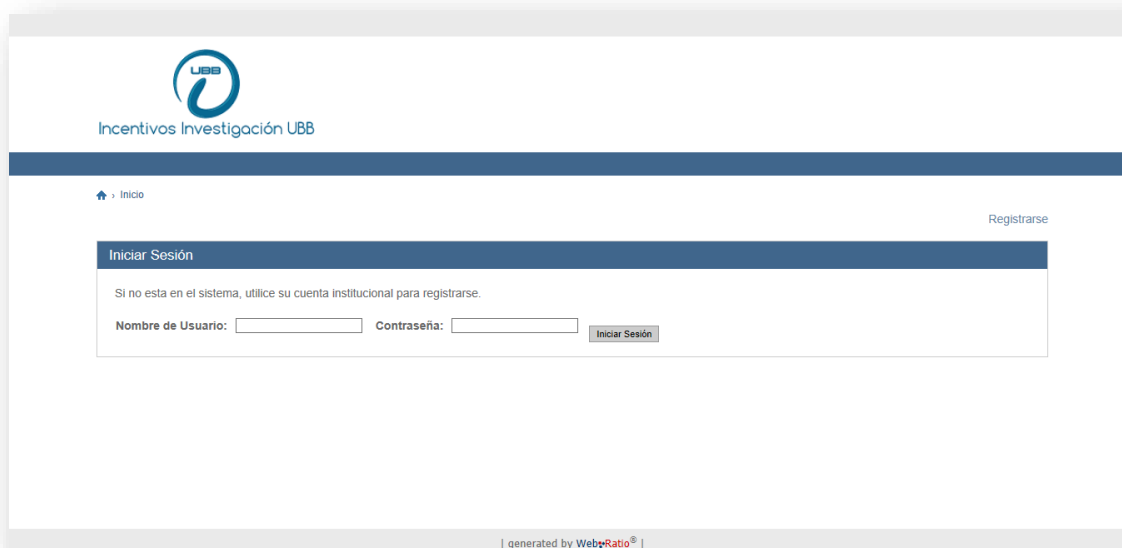 UBB
Incentivos Investigación UBB
› Inicio
Registrarse
Iniciar Sesión
Si no esta en el sistema, utilice su cuenta institucional para registrarse.
Nombre de Usuario: Contraseña: Iniciar Sesión
| generated by WebRatio® |